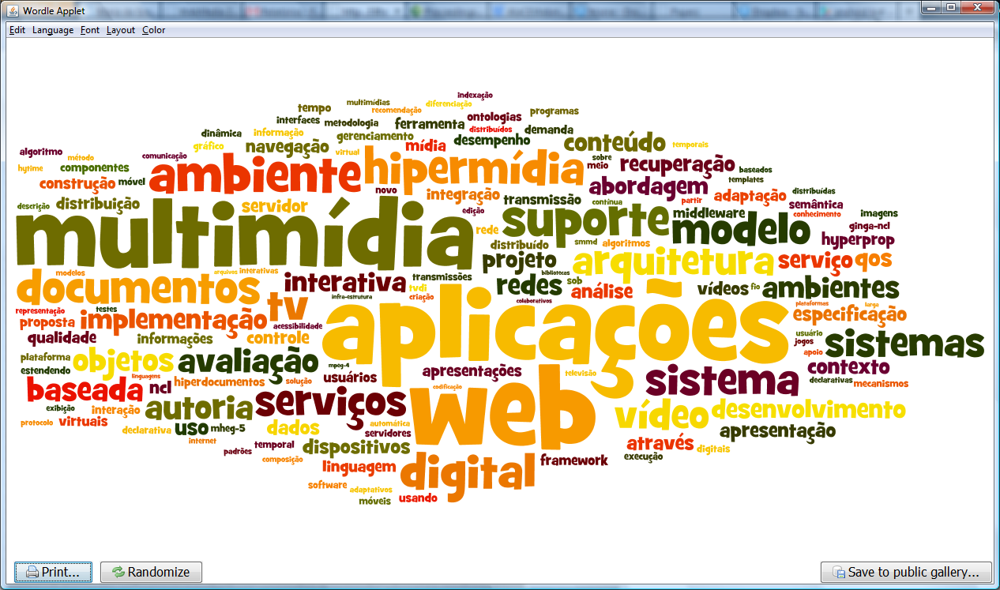 Wordle Applet
Edit Language Font Layout Color
indexação
multimídias diferenciação
tempo recomendação programas
interfaces metodologia ferramenta ontologias
dinâmica informação gerenciamento distribuídos demanda
gráfico navegação virtual mídia desempenho conteúdo temporais
algoritmo método comunicação ambiente hipermídia sobre meio recuperação baseados
hytime componentes templates
construção móvel novo integração transmissão abordagem adaptação distribuídas
descrição distribuição servidor edição contínua partir semântica
multimídia rede suporte middleware conhecimento imagens
modelo ginga-ncl
distribuído smmd algoritmos hyperprop
projeto arquitetura serviço qos
modelos arquivos interativas bibliotecas
documentos interativa transmissões redes sob análise vídeos fio ambientes
tvdi
infra-estrutura criação colaborativos
representação testes tv aplicações plataformas larga
proposta implementação acessibilidade especificação
qualidade informações controle usuário
jogos sistemas
plataforma objetos avaliação mpeg-4 apresentações televisão apoio
estendendo linguagens usuários sistema contexto
baseada ncl hiperdocumentos solução codificação declarativas mecanismos
exibição interação autoria serviços web vídeo desenvolvimento
protocolo virtuais declarativa uso mheg-5 dados automática apresentação
internet servidores
padrões temporal dispositivos através digitais
composição linguagem digital framework execução
software adaptativos
móveis usando
Print... Randomize Save to public gallery...